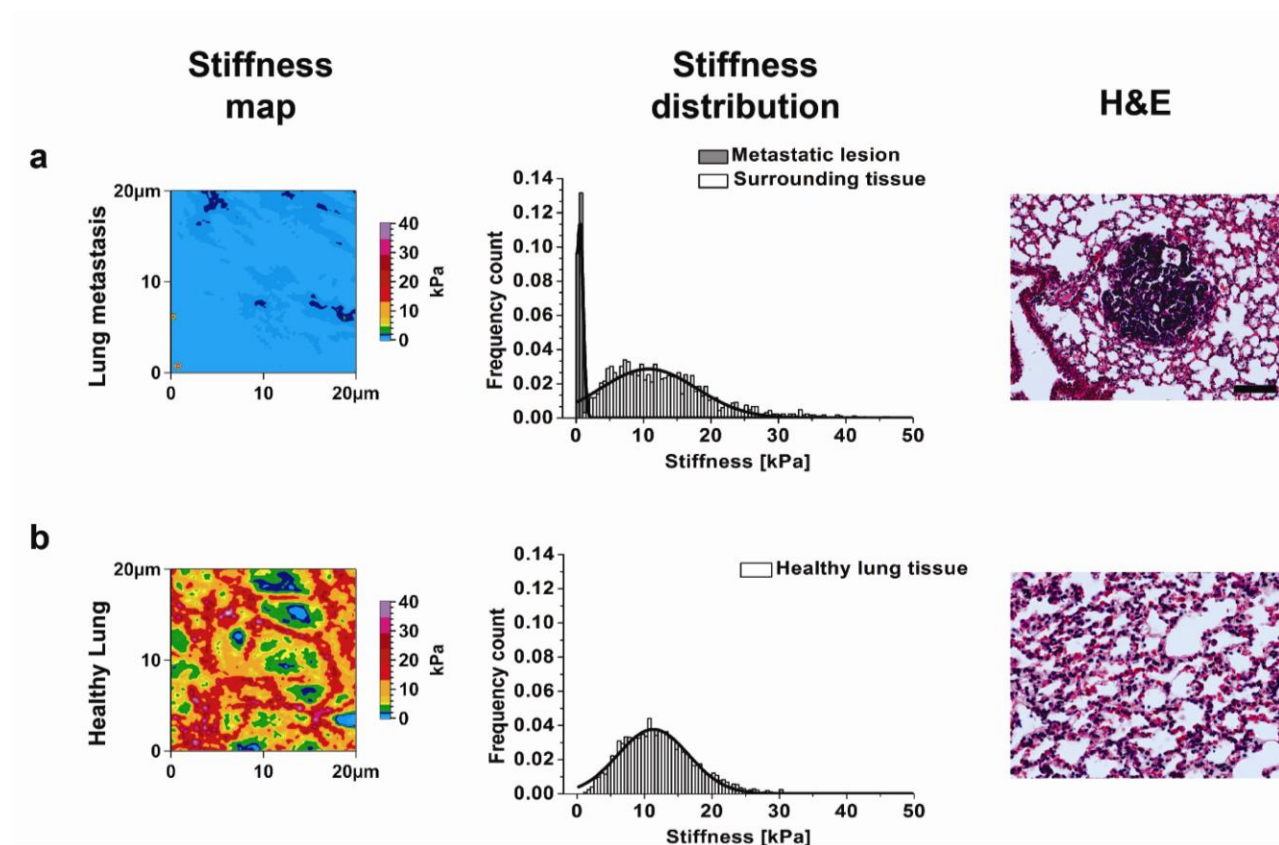 Stiffness
map
Stiffness
distribution
H&E
a
Lung metastasis
20µm
10
0
0
10
20µm
40
30
20
10
0
kPa
Metastatic lesion
Surrounding tissue
Frequency count
0.14
0.12
0.10
0.08
0.06
0.04
0.02
0.00
0
10
20
30
40
50
Stiffness [kPa]
b
Healthy Lung
20µm
10
0
0
10
20µm
40
30
20
10
0
kPa
Healthy lung tissue
Frequency count
0.14
0.12
0.10
0.08
0.06
0.04
0.02
0.00
0
10
20
30
40
50
Stiffness [kPa]